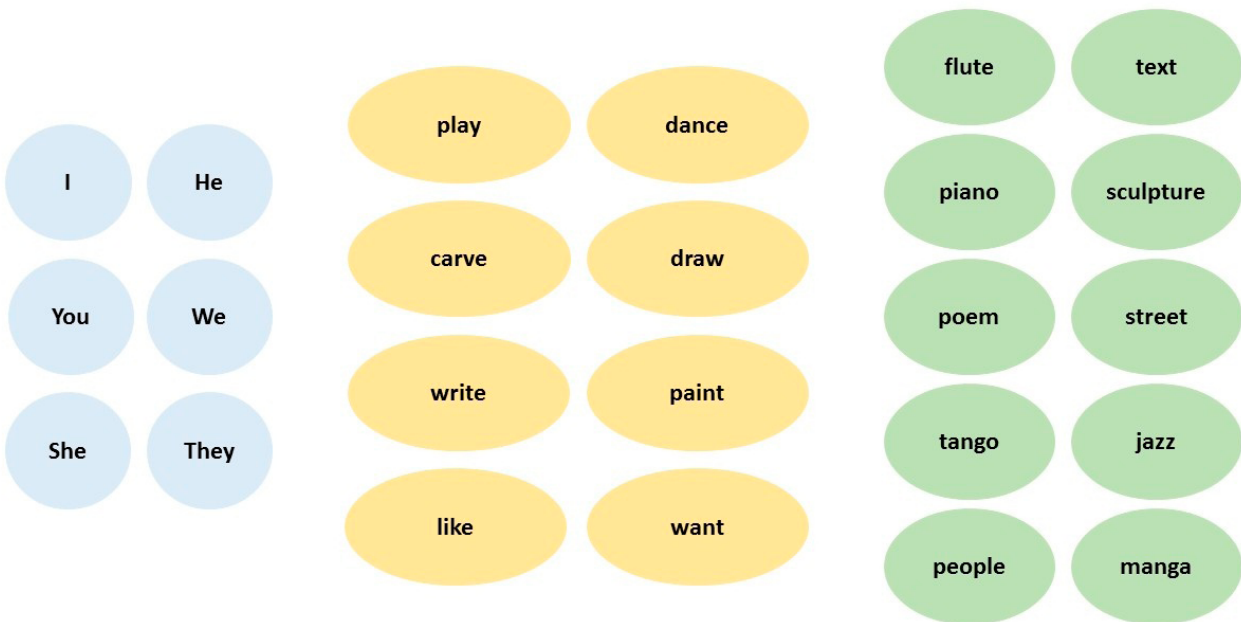 I
He
You
We
She
They
play
dance
carve
draw
write
paint
like
want
flute
text
piano
sculpture
poem
street
tango
jazz
people
manga